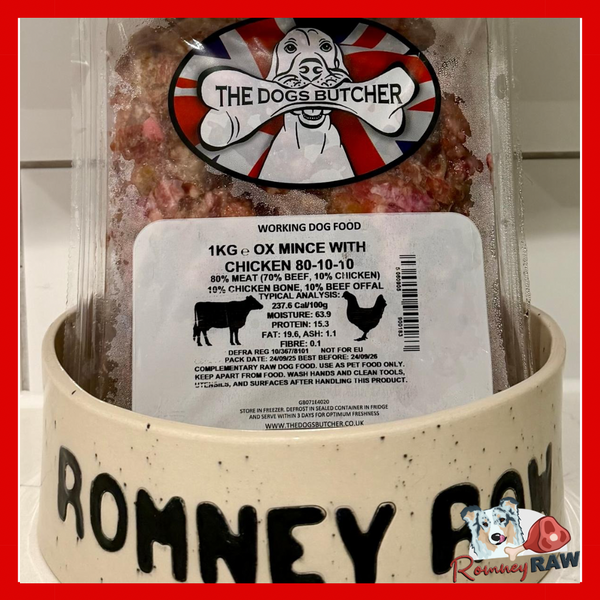 THE DOGS BUTCHER
WORKING DOG FOOD
1KG e OX MINCE WITH
CHICKEN 80-10-10
80% MEAT (70% BEEF, 10% CHICKEN)
10% CHICKEN BONE, 10% BEEF OFFAL
TYPICAL ANALYSIS:
237.6 Cal/100g
MOISTURE: 63.9
PROTEIN: 15.3
FAT: 19.6, ASH: 1.1
FIBRE: 0.1
DEFRA REG 10/367/8101 NOT FOR EU
PACK DATE: 24/09/25 BEST BEFORE: 24/09/26
COMPLEMENTARY RAW DOG FOOD. USE AS PET FOOD ONLY.
KEEP APART FROM FOOD. WASH HANDS AND CLEAN TOOLS,
UTENSILS, AND SURFACES AFTER HANDLING THIS PRODUCT.
GB071E4020
STORE IN FREEZER. DEFROST IN SEALED CONTAINER IN FRIDGE
AND SERVE WITHIN 3 DAYS FOR OPTIMUM FRESHNESS
WWW.THEDOGSBUTCHER.CO.UK
ROMNEY RAW
Romney RAW